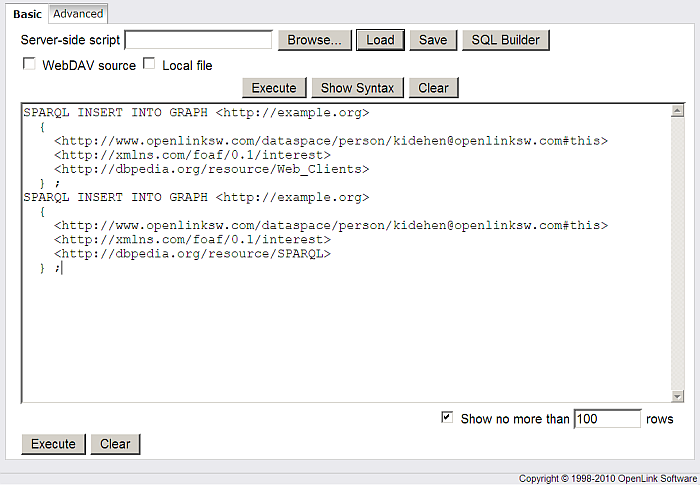 Basic Advanced
Server-side script Browse... Load Save SQL Builder
WebDAV source Local file
Execute Show Syntax Clear
SPARQL INSERT INTO GRAPH <http://example.org>
{
<http://www.openlinksw.com/dataspace/person/kidehen@openlinksw.com#this>
<http://xmlns.com/foaf/0.1/interest>
<http://dbpedia.org/resource/Web_Clients>
} ;
SPARQL INSERT INTO GRAPH <http://example.org>
{
<http://www.openlinksw.com/dataspace/person/kidehen@openlinksw.com#this>
<http://xmlns.com/foaf/0.1/interest>
<http://dbpedia.org/resource/SPARQL>
} ;
Show no more than 100 rows
Execute Clear
Copyright © 1998-2010 OpenLink Software